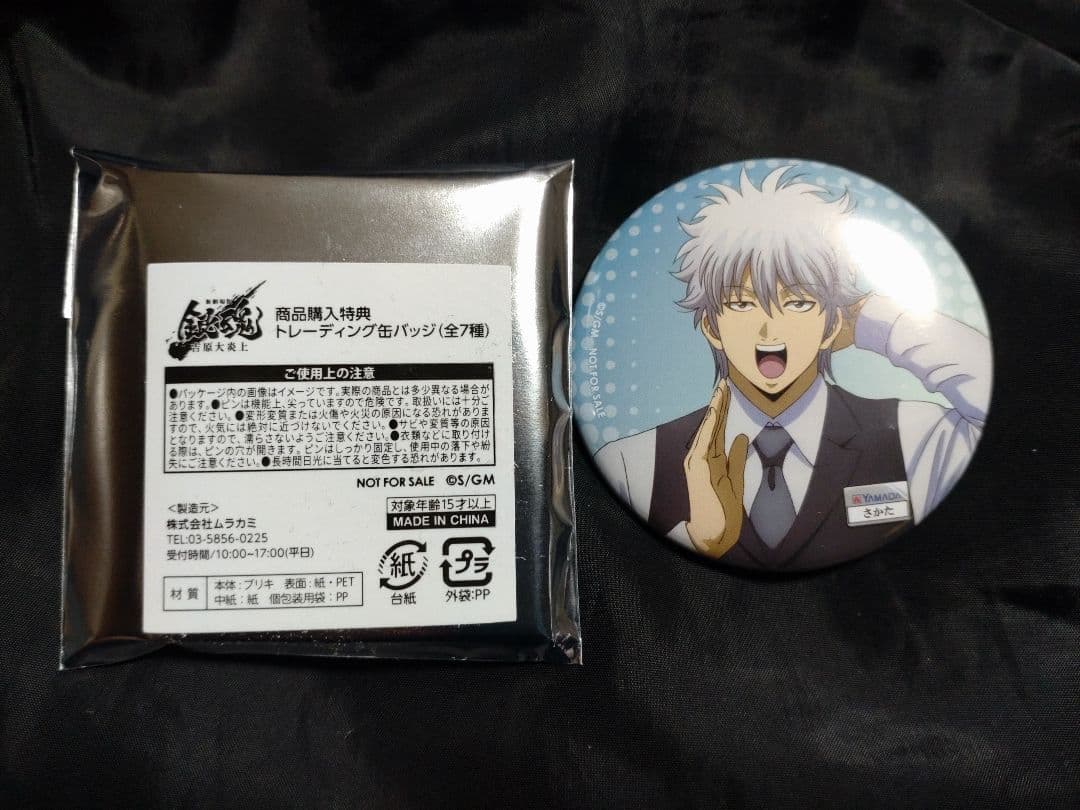 新劇場版
銀魂
吉原大炎上
商品購入特典
トレーディング缶バッジ(全7種)
ご使用上の注意
●パッケージ内の画像はイメージです。実際の商品とは多少異なる場合が
あります。●ピンは機能上、尖っていますので危険です。取扱いには十分ご
注意ください。●変形変質または火傷や火災の原因になる恐れがありま
すので、火気には絶対に近づけないでください。●サビや変質等の原因
となりますので、濡らさないようご注意ください。●衣類などに取り付け
る際は、ピンの穴が開きます。ピンはしっかり固定し、使用中の落下や紛
失にご注意ください。●長時間日光に当てると変色する恐れがあります。
NOT FOR SALE ©S/GM
<製造元>
株式会社ムラカミ
TEL:03-5856-0225
受付時間/10:00~17:00(平日)
対象年齢15才以上
MADE IN CHINA
材質
本体:ブリキ 表面:紙・PET
中紙:紙 個包装用袋:PP
紙
台紙
プラ
外袋:PP
©S/GM NOT FOR SALE
YAMADA
さかた